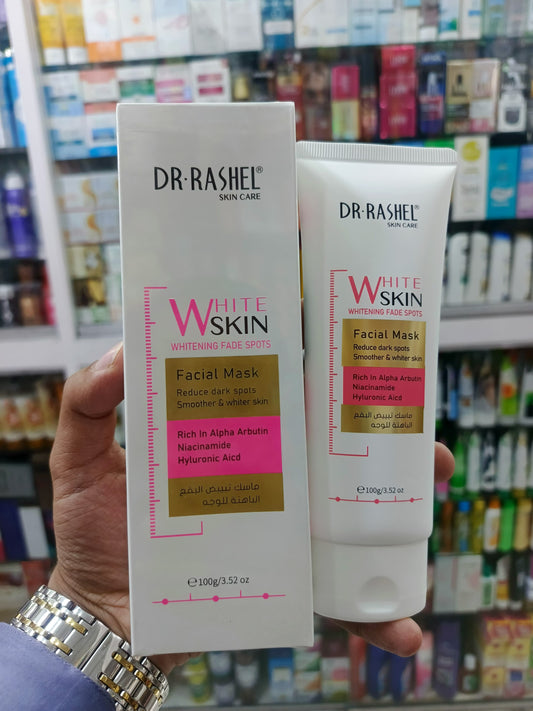 DR·RASHEL®
SKIN CARE
WHITE
SKIN
WHITENING FADE SPOTS
Facial Mask
Reduce dark spots
Smoother & whiter skin
Rich In Alpha Arbutin
Niacinamide
Hyluronic Aicd
ماسك تبييض البقع
الباهتة للوجه
℮100g/3.52 oz
DR·RASHEL®
SKIN CARE
WHITE
SKIN
WHITENING FADE SPOTS
Facial Mask
Reduce dark spots
Smoother & whiter skin
Rich In Alpha Arbutin
Niacinamide
Hyluronic Aicd
ماسك تبييض البقع
الباهتة للوجه
℮100g/3.52 oz